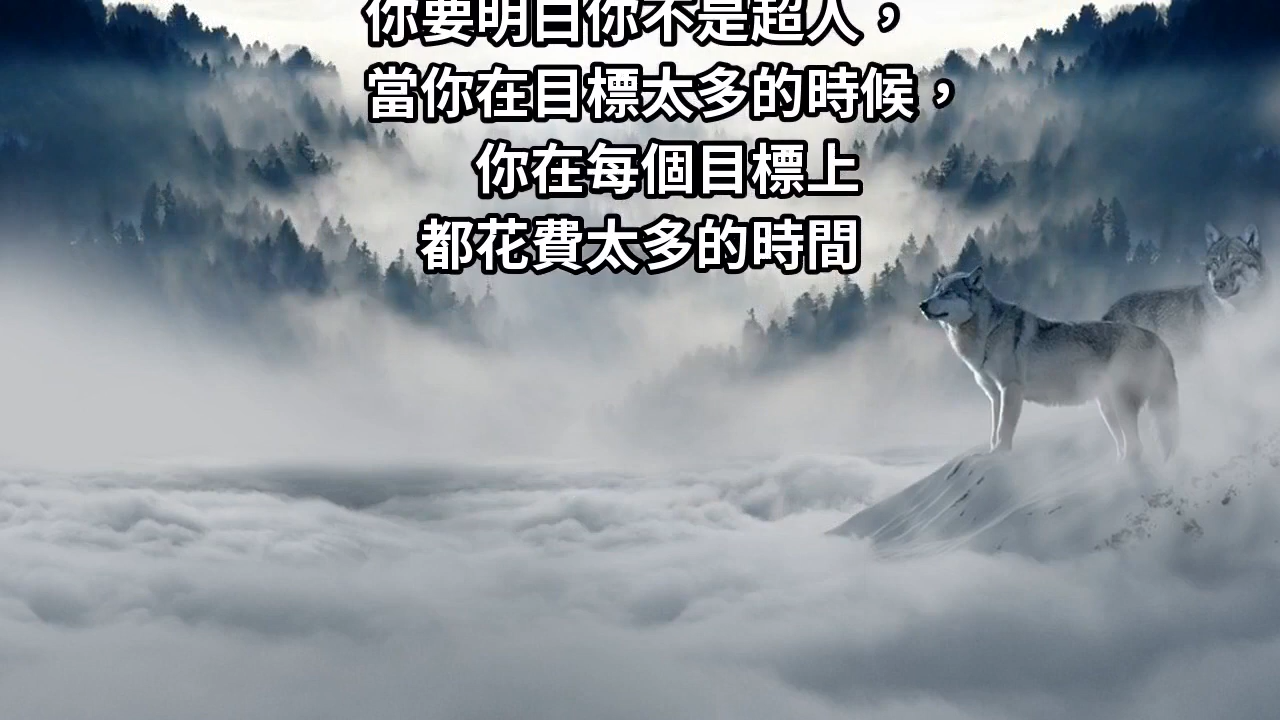 你要明白你不是超人，
當你在目標太多的時候，
你在每個目標上
都花費太多的時間